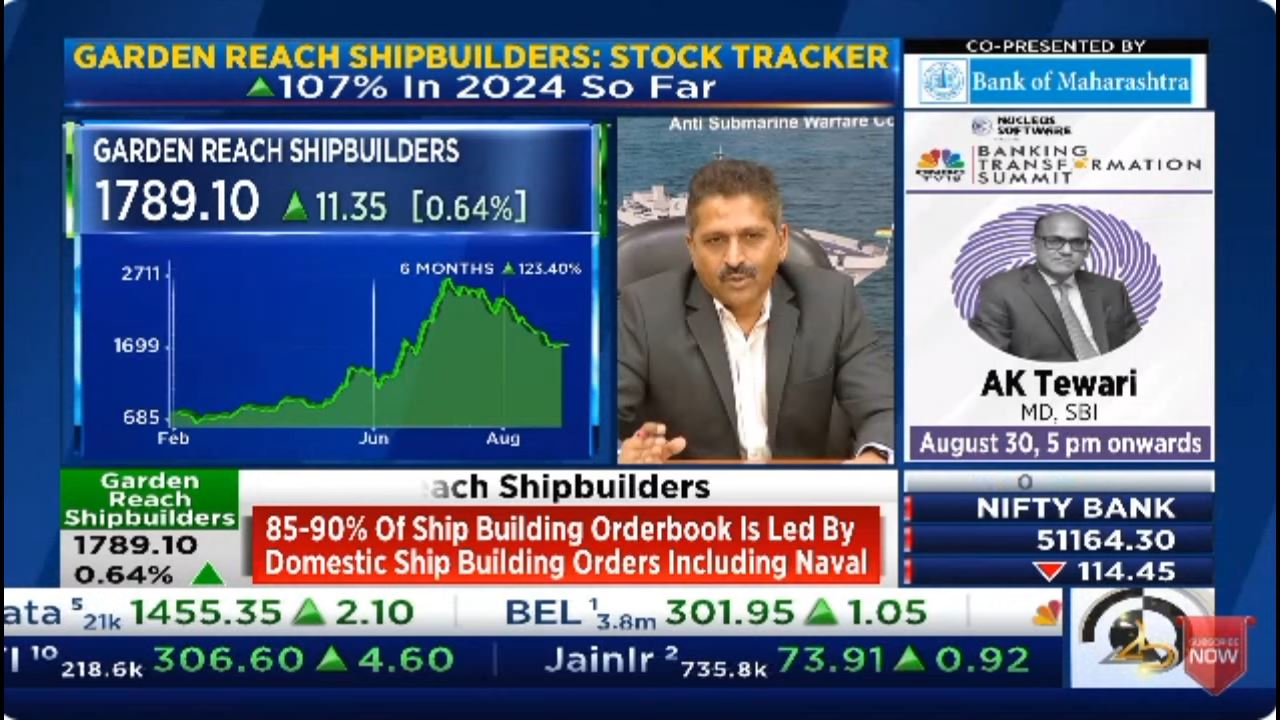 GARDEN REACH SHIPBUILDERS: STOCK TRACKER
▲107% In 2024 So Far
GARDEN REACH SHIPBUILDERS
1789.10 ▲ 11.35 [0.64%]
6 MONTHS ▲ 123.40%
2711
1699
685
Feb Jun Aug
Anti Submarine Warfare
CO-PRESENTED BY
Bank of Maharashtra
NUCLEUS
SOFTWARE
BANKING
TRANSFORMATION
SUMMIT
AK Tewari
MD, SBI
August 30, 5 pm onwards
Garden
Reach
Shipbuilders
1789.10
0.64% ▲
ach Shipbuilders
85-90% Of Ship Building Orderbook Is Led By
Domestic Ship Building Orders Including Naval
NIFTY BANK
51164.30
▼ 114.45
ata 5 21k 1455.35 ▲ 2.10 BEL 1 3.8m 301.95 ▲ 1.05
10 218.6k 306.60 ▲ 4.60 JainIr 2 735.8k 73.91 ▲ 0.92
SUBSCRIBE
NOW